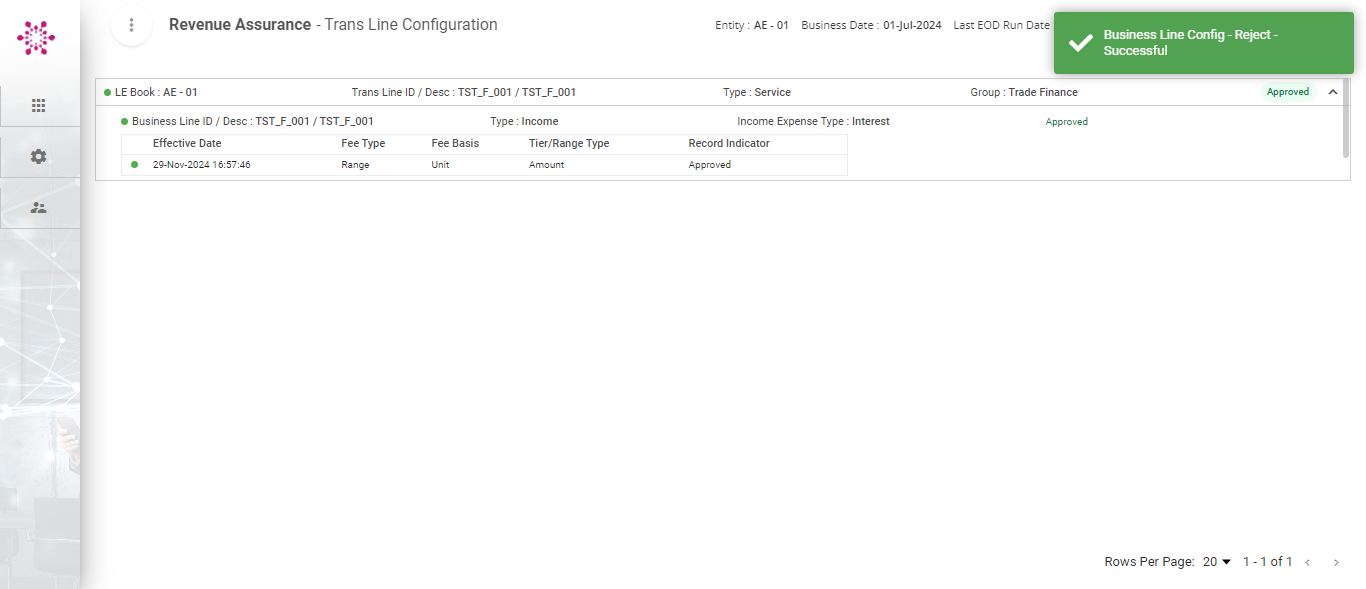 Revenue Assurance - Trans Line Configuration
Entity : AE - 01 Business Date : 01-Jul-2024 Last EOD Run Date
Business Line Config - Reject -
Successful
LE Book : AE - 01 Trans Line ID / Desc : TST_F_001 / TST_F_001 Type : Service Group : Trade Finance Approved
Business Line ID / Desc : TST_F_001 / TST_F_001 Type : Income Income Expense Type : Interest Approved
Effective Date Fee Type Fee Basis Tier/Range Type Record Indicator
29-Nov-2024 16:57:46 Range Unit Amount Approved
Rows Per Page: 20 1 - 1 of 1